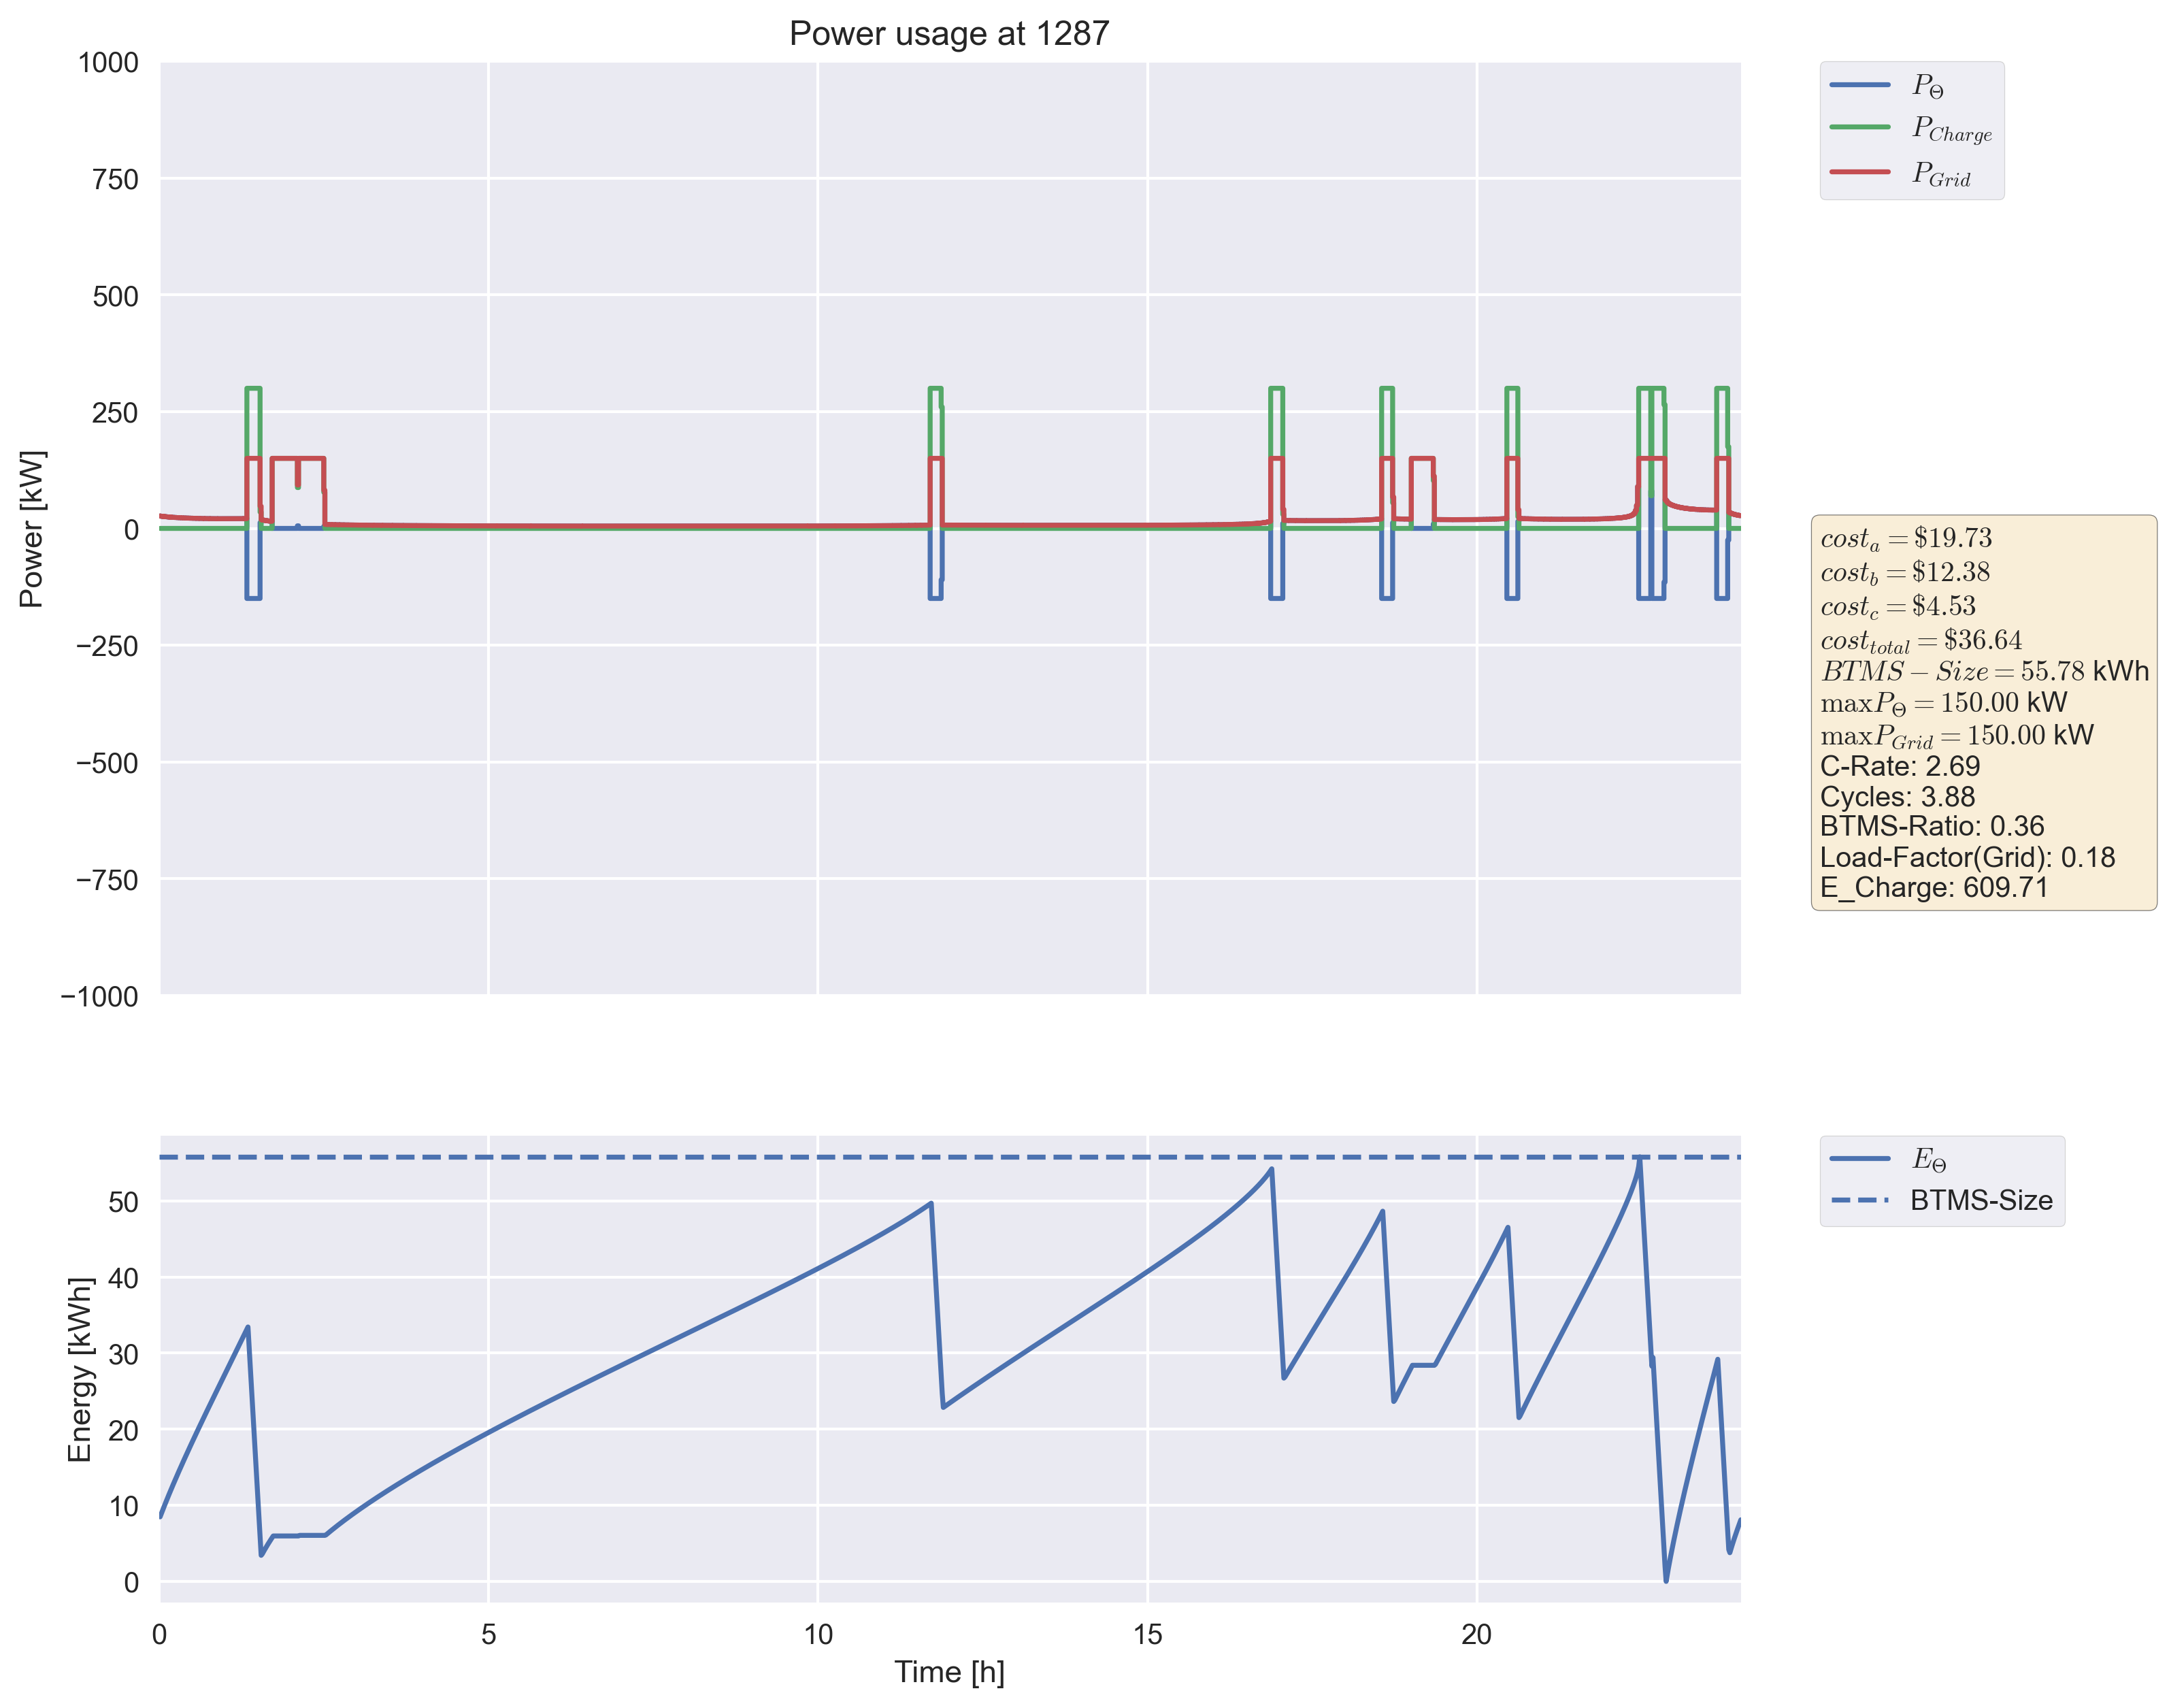 Power usage at 1287
1000
750
500
250
0
−250
−500
−750
−1000
Power [kW]
P_Θ
P_Charge
P_Grid
cost_a = $19.73
cost_b = $12.38
cost_c = $4.53
cost_total = $36.64
BTMS − Size = 55.78 kWh
maxP_Θ = 150.00 kW
maxP_Grid = 150.00 kW
C-Rate: 2.69
Cycles: 3.88
BTMS-Ratio: 0.36
Load-Factor(Grid): 0.18
E_Charge: 609.71
50
40
30
20
10
0
Energy [kWh]
E_Θ
BTMS-Size
0 5 10 15 20
Time [h]